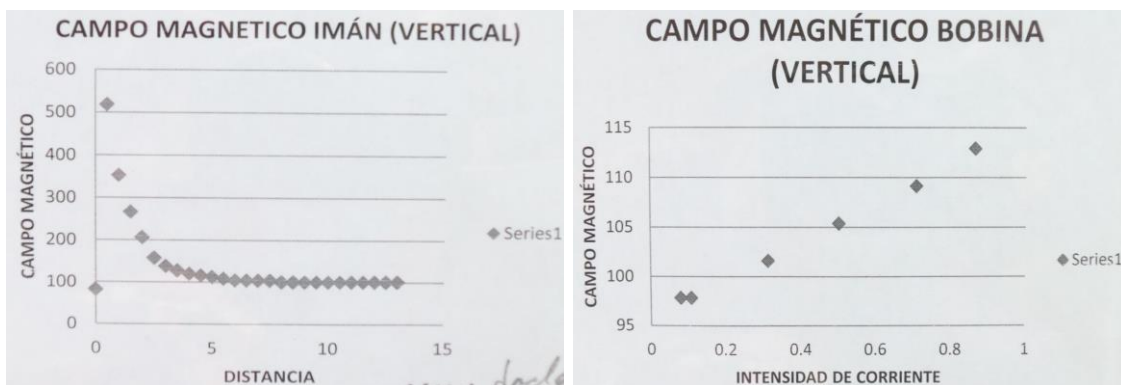 CAMPO MAGNETICO IMÁN (VERTICAL)
600
500
400
300
200
100
0
0
5
10
15
CAMPO MAGNÉTICO
DISTANCIA
Series1
CAMPO MAGNÉTICO BOBINA
(VERTICAL)
115
110
105
100
95
0
0.2
0.4
0.6
0.8
1
CAMPO MAGNÉTICO
INTENSIDAD DE CORRIENTE
Series1